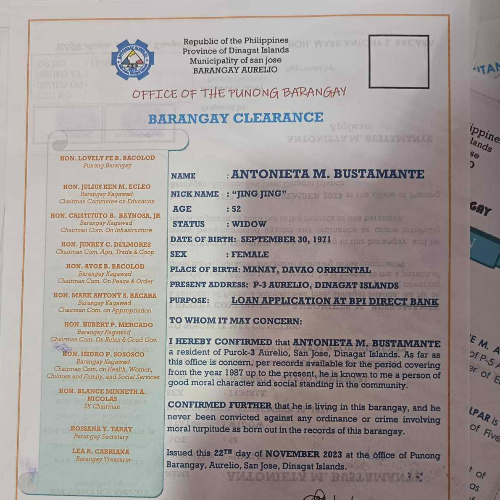 Republic of the Philippines
Province of Dinagat Islands
Municipality of san jose
BARANGAY AURELIO
OFFICE OF THE PUNONG BARANGAY
BARANGAY CLEARANCE
HON. LOVELY FE B. BACOLOD
Punong Barangay
HON. JULIUS KEN M. ECLEO
Barangay Kagawad
Chairman Committee on Education
HON. CRISTITUTO B. BAYNOSA, JR
Barangay Kagawad
Chairman Com. On Infrastructure
HON. JUNREY C. DELMORES
Barangay Kagawad
Chairman Com. Agri, Trade & Coop.
HON. AYOZ B. BACOLOD
Barangay Kagawad
Chairman Com. On Peace & Order
HON. MARK ANTONY S. BACARA
Barangay Kagawad
Chairman Com. on Appropriation
HON. HUBERT P. MERCADO
Barangay Kagawad
Chairman Com. On Rules & Good Gov.
HON. ISIDRO P. SOSOSCO
Barangay Kagawad
Chairman Com. on Health, Woman,
Children and Family, and Social Services
HON. BLANCE MINNETH A.
NICOLAS
SK Chairman
ROSSANA Y. TAPAY
Barangay Secretary
LEA R. GABRIANA
Barangay Treasurer
NAME : ANTONIETA M. BUSTAMANTE
NICK NAME : "JING JING"
AGE : 52
STATUS : WIDOW
DATE OF BIRTH: SEPTEMBER 30, 1971
SEX : FEMALE
PLACE OF BIRTH: MANAY, DAVAO ORRIENTAL
PRESENT ADDRESS: P-3 AURELIO, DINAGAT ISLANDS
PURPOSE: LOAN APPLICATION AT BPI DIRECT BANK
TO WHOM IT MAY CONCERN:
I HEREBY CONFIRMED that ANTONIETA M. BUSTAMANTE
a resident of Purok-3 Aurelio, San Jose, Dinagat Islands. As far as
this office is concern, per records available for the period covering
from the year 1987 up to the present, he is known to me a person of
good moral character and social standing in the community.
CONFIRMED FURTHER that he is living in this barangay, and he
never been convicted against any ordinance or crime involving
moral turpitude as born out in the records of this barangay.
Issued this 22TH day of NOVEMBER 2023 at the office of Punong
Barangay, Aurelio, San Jose, Dinagat Islands.